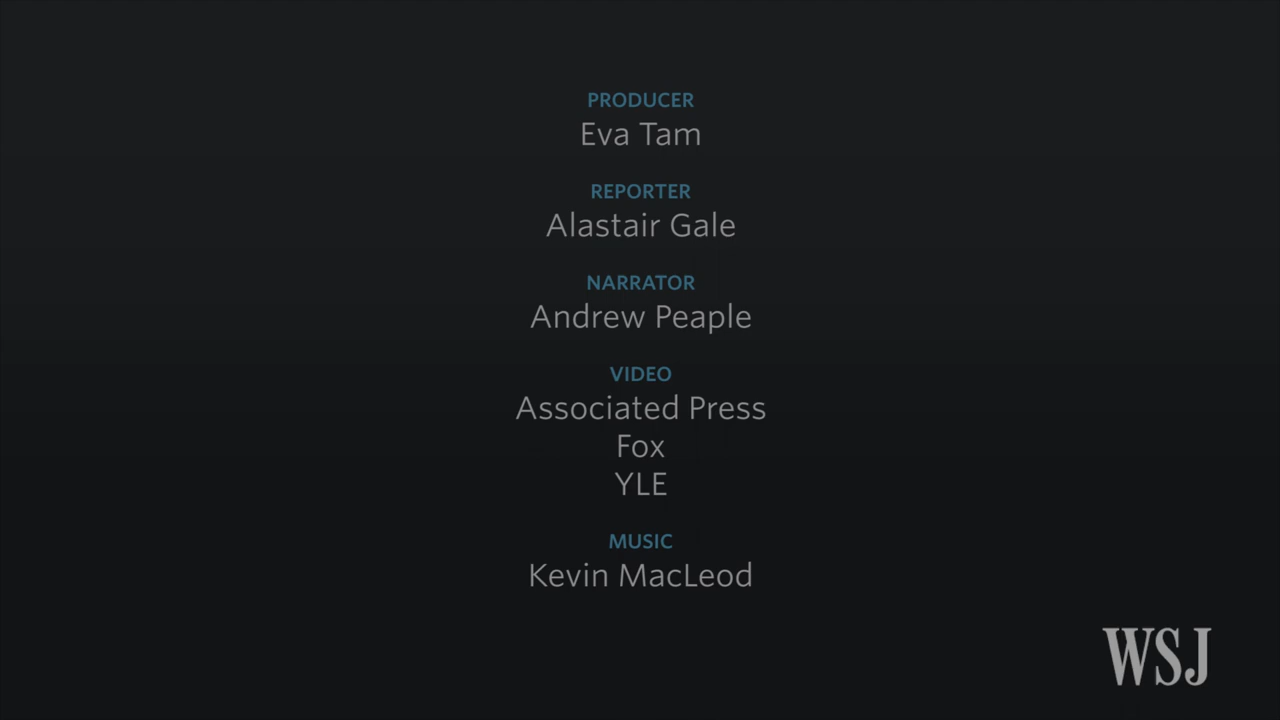 PRODUCER
Eva Tam
REPORTER
Alastair Gale
NARRATOR
Andrew Peaple
VIDEO
Associated Press
Fox
YLE
MUSIC
Kevin MacLeod
WSJ